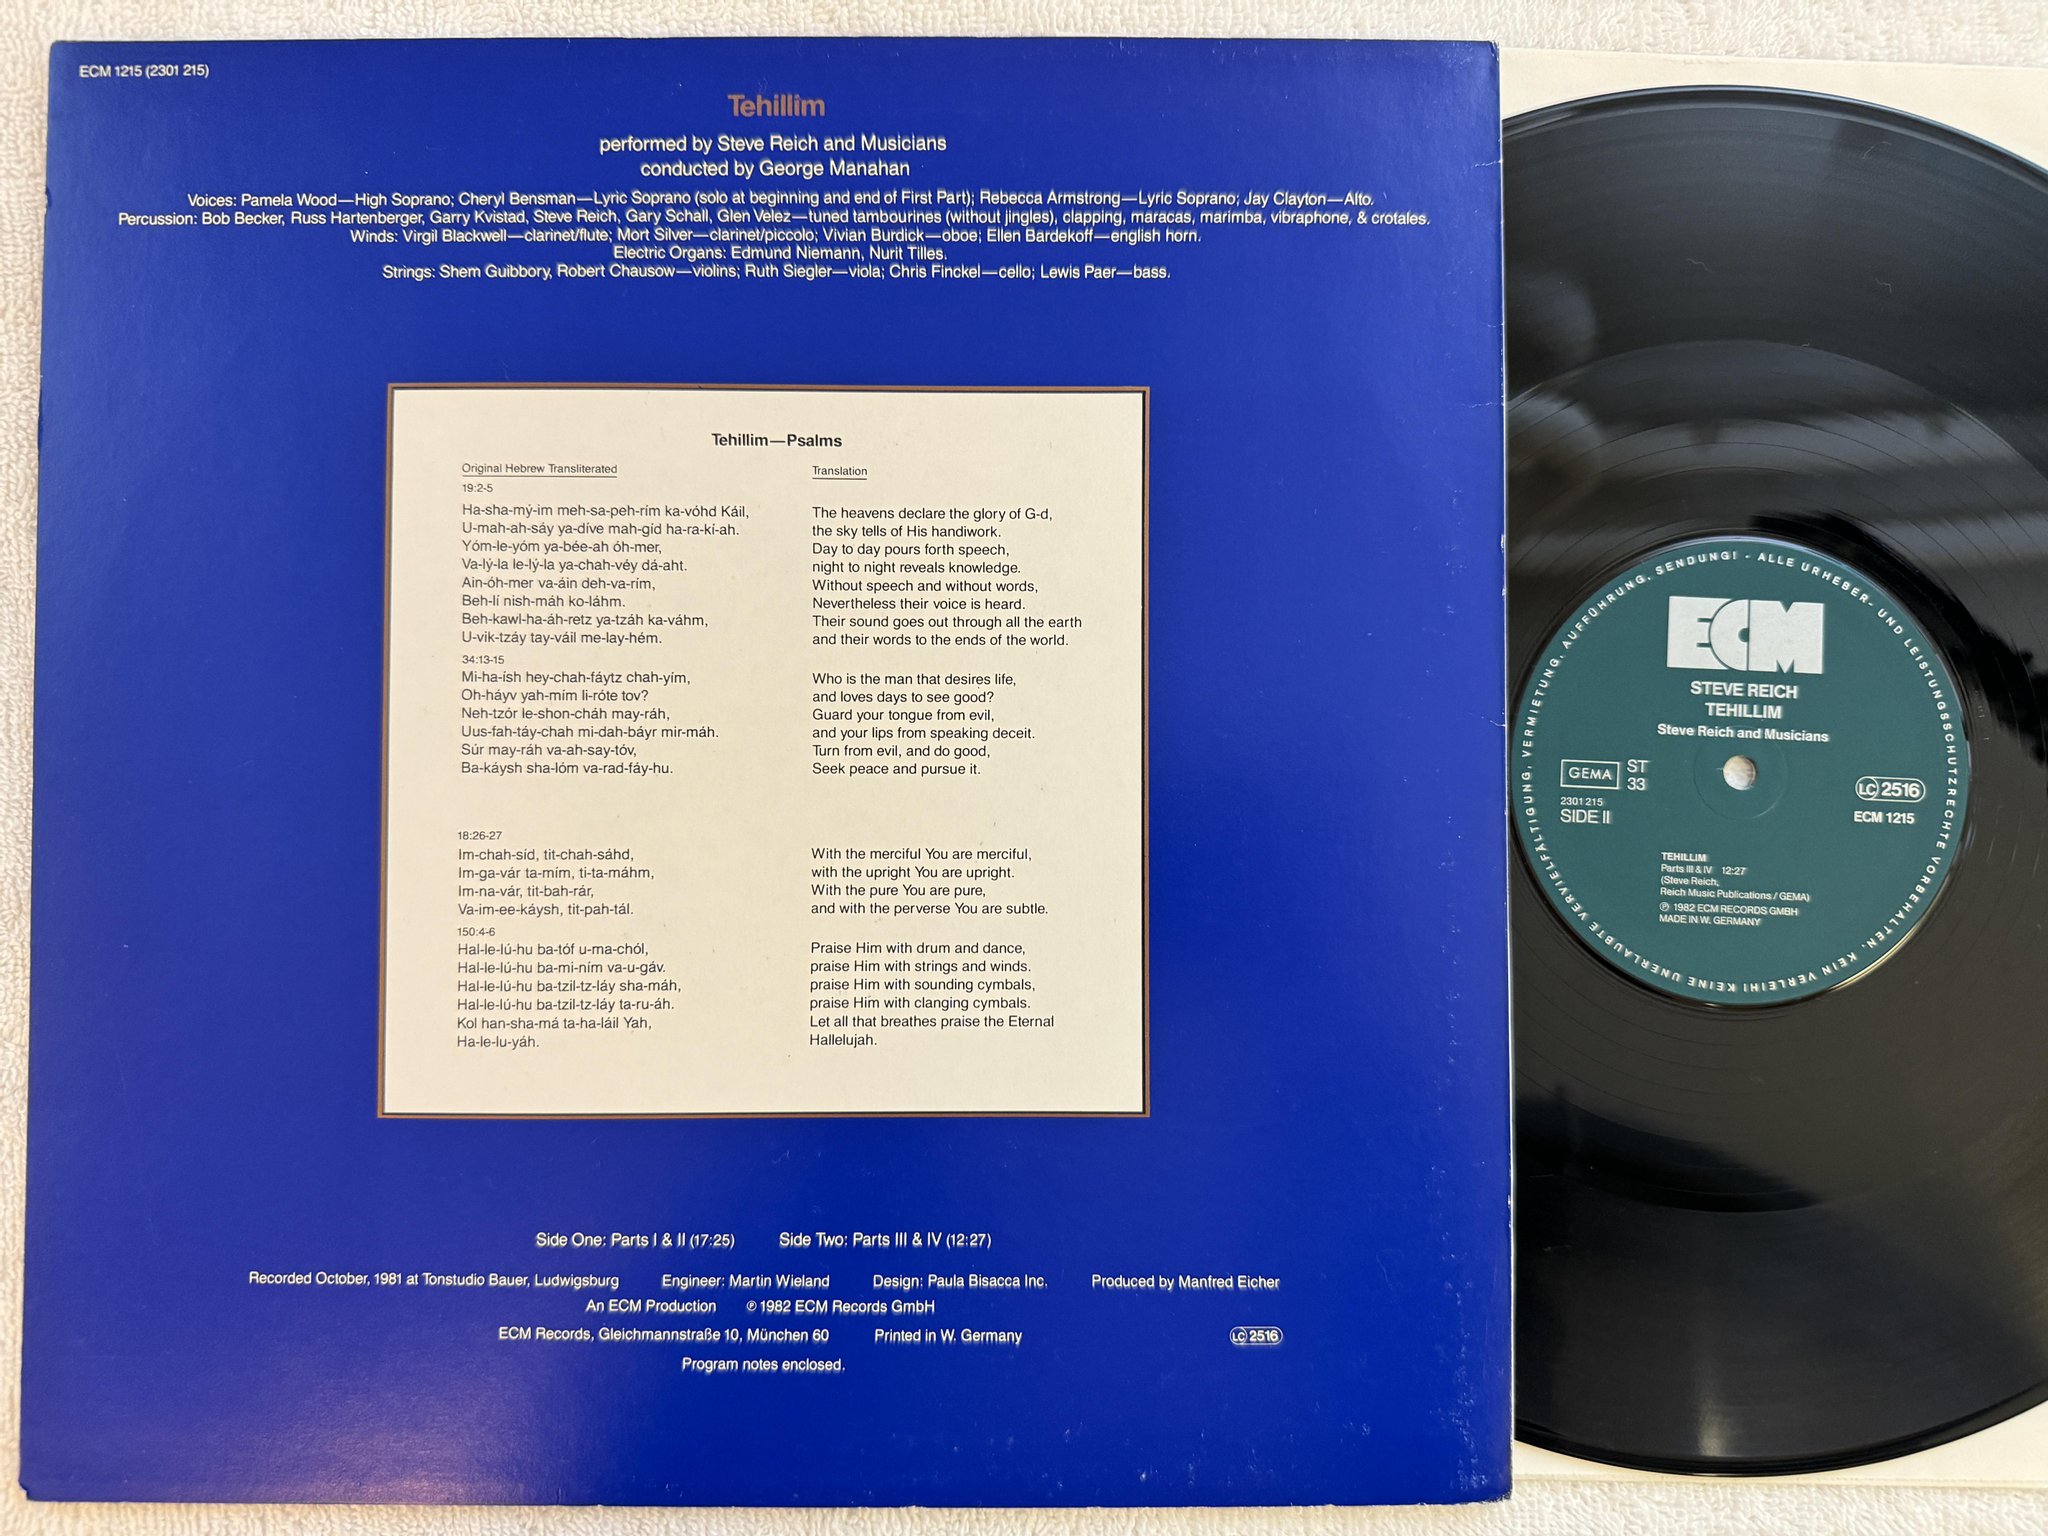 ECM 1215 (2301 215)
Tehillim
performed by Steve Reich and Musicians
conducted by George Manahan
Voices: Pamela Wood—High Soprano; Cheryl Bensman—Lyric Soprano (solo at beginning and end of First Part); Rebecca Armstrong—Lyric Soprano; Jay Clayton—Alto.
Percussion: Bob Becker, Russ Hartenberger, Garry Kvistad, Steve Reich, Gary Schall, Glen Velez—tuned tambourines (without jingles), clapping, maracas, marimba, vibraphone, & crotales.
Winds: Virgil Blackwell—clarinet/flute; Mort Silver—clarinet/piccolo; Vivian Burdick—oboe; Ellen Bardekoff—english horn.
Electric Organs: Edmund Niemann, Nurit Tilles.
Strings: Shem Guibbory, Robert Chausow—violins; Ruth Siegler—viola; Chris Finckel—cello; Lewis Paer—bass.
Tehillim—Psalms
Original Hebrew Transliterated
19:2-5
Ha-sha-mý-im meh-sa-peh-rím ka-vóhd Káil,
U-mah-ah-sáy ya-díve mah-gíd ha-ra-kí-ah.
Yóm-le-yóm ya-bée-ah óh-mer,
Va-lý-la le-lý-la ya-chah-véy dá-aht.
Ain-óh-mer va-áin deh-va-rím,
Beh-lí nish-máh ko-láhm.
Beh-kawl-ha-áh-retz ya-tzáh ka-váhm,
U-vik-tzáy tay-váil me-lay-hém.
34:13-15
Mi-ha-ísh hey-chah-fáytz chah-yím,
Oh-háyv yah-mím li-róte tov?
Neh-tzór le-shon-cháh may-ráh,
Uus-fah-táy-chah mi-dah-báyr mir-máh.
Súr may-ráh va-ah-say-tóv,
Ba-káysh sha-lóm va-rad-fáy-hu.
18:26-27
Im-chah-síd, tit-chah-sáhd,
Im-ga-vár ta-mím, ti-ta-máhm,
Im-na-vár, tit-bah-rár,
Va-im-ee-káysh, tit-pah-tál.
150:4-6
Hal-le-lú-hu ba-tóf u-ma-chól,
Hal-le-lú-hu ba-mi-ním va-u-gáv.
Hal-le-lú-hu ba-tzil-tz-láy sha-máh,
Hal-le-lú-hu ba-tzil-tz-láy ta-ru-áh.
Kol han-sha-má ta-ha-láil Yah,
Ha-le-lu-yáh.
Translation
The heavens declare the glory of G-d,
the sky tells of His handiwork.
Day to day pours forth speech,
night to night reveals knowledge.
Without speech and without words,
Nevertheless their voice is heard.
Their sound goes out through all the earth
and their words to the ends of the world.
Who is the man that desires life,
and loves days to see good?
Guard your tongue from evil,
and your lips from speaking deceit.
Turn from evil, and do good,
Seek peace and pursue it.
With the merciful You are merciful,
with the upright You are upright.
With the pure You are pure,
and with the perverse You are subtle.
Praise Him with drum and dance,
praise Him with strings and winds.
praise Him with sounding cymbals,
praise Him with clanging cymbals.
Let all that breathes praise the Eternal
Hallelujah.
Side One: Parts I & II (17:25) Side Two: Parts III & IV (12:27)
Recorded October, 1981 at Tonstudio Bauer, Ludwigsburg Engineer: Martin Wieland Design: Paula Bisacca Inc. Produced by Manfred Eicher
An ECM Production ℗ 1982 ECM Records GmbH
ECM Records, Gleichmannstraße 10, München 60 Printed in W. Germany LC 2516
Program notes enclosed.
ALLE URHEBER- UND LEISTUNGSSCHUTZRECHTE VORBEHALTEN. KEIN VERLEIH! KEINE UNERLAUBTE VERVIELFÄLTIGUNG, VERMIETUNG, AUFFÜHRUNG, SENDUNG! -
ECM
STEVE REICH
TEHILLIM
Steve Reich and Musicians
GEMA
ST
33
2301 215
SIDE II
LC 2516
ECM 1215
TEHILLIM
Parts III & IV 12:27
(Steve Reich,
Reich Music Publications / GEMA)
℗ 1982 ECM RECORDS GMBH
MADE IN W. GERMANY